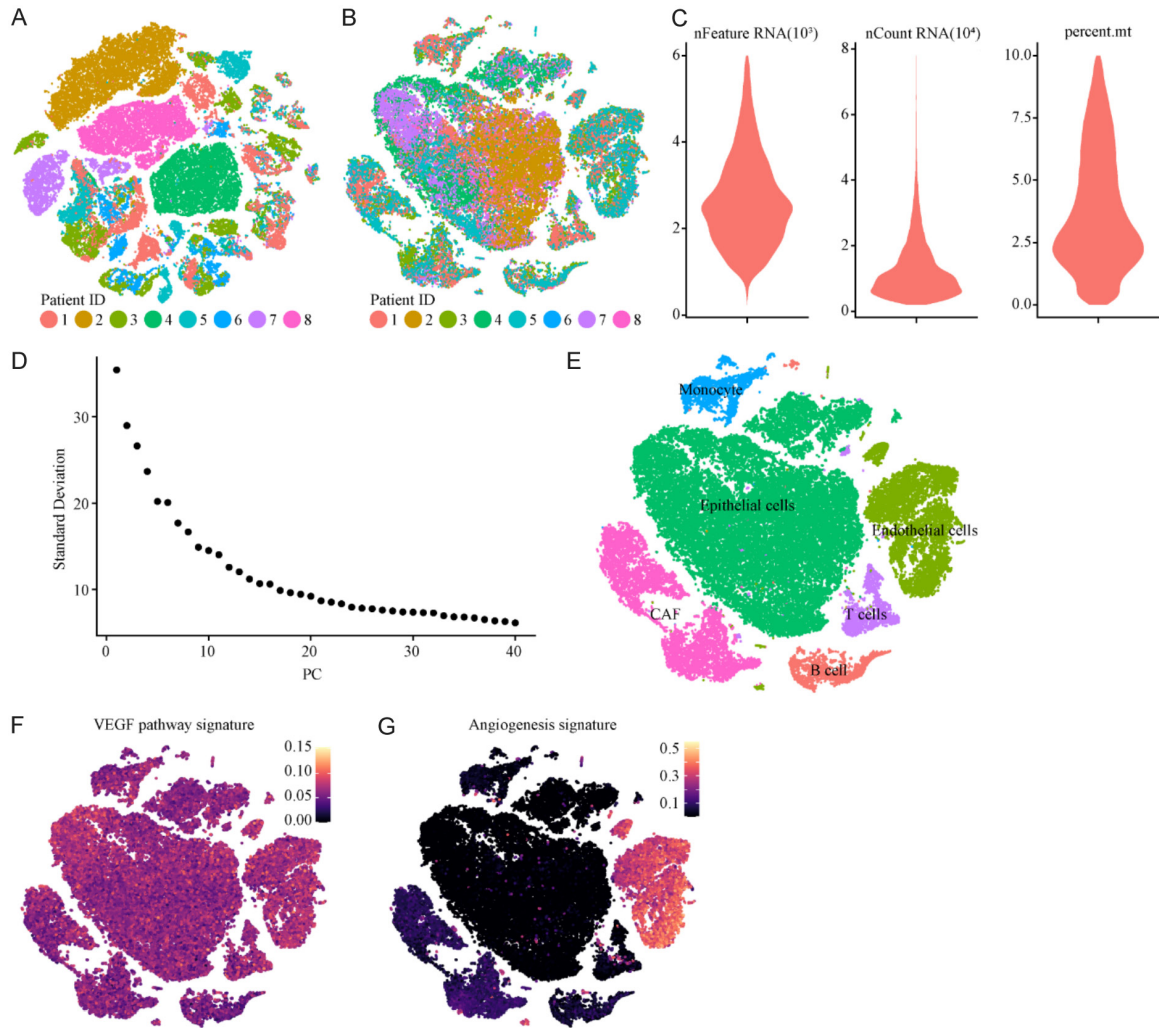 A
Patient ID
1 2 3 4 5 6 7 8
B
Patient ID
1 2 3 4 5 6 7 8
C
nFeature RNA(10³)
6
4
2
0
nCount RNA(10⁴)
8
6
4
2
0
percent.mt
10.0
7.5
5.0
2.5
0.0
D
Standard Deviation
30
20
10
0 10 20 30 40
PC
E
Monocyte
Epithelial cells
Endothelial cells
CAF
T cells
B cell
F
VEGF pathway signature
0.15
0.10
0.05
0.00
G
Angiogenesis signature
0.5
0.3
0.1